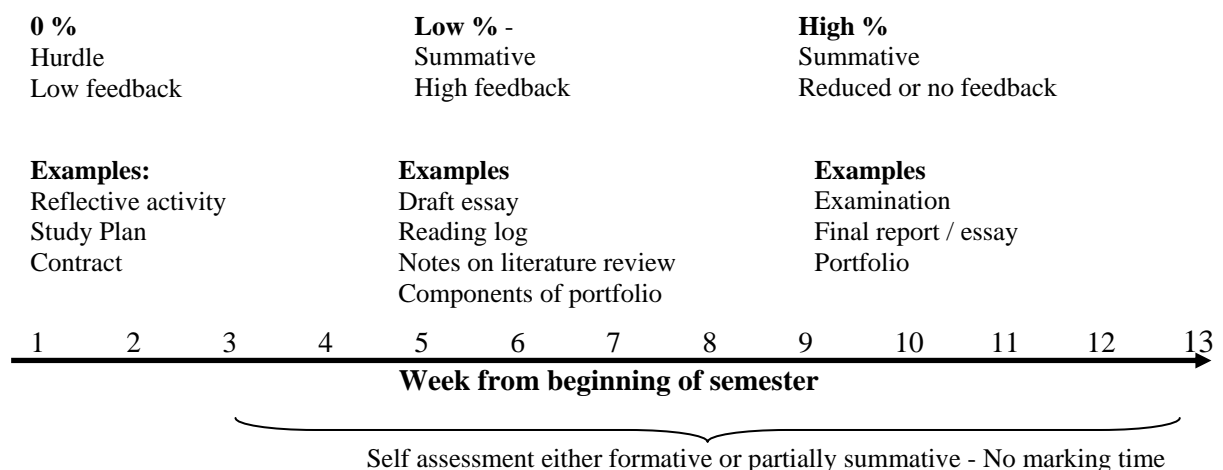 0 %
Hurdle
Low feedback
Low % -
Summative
High feedback
High %
Summative
Reduced or no feedback
Examples:
Reflective activity
Study Plan
Contract
Examples
Draft essay
Reading log
Notes on literature review
Components of portfolio
Examples
Examination
Final report / essay
Portfolio
1 2 3 4 5 6 7 8 9 10 11 12 13
Week from beginning of semester
Self assessment either formative or partially summative - No marking time